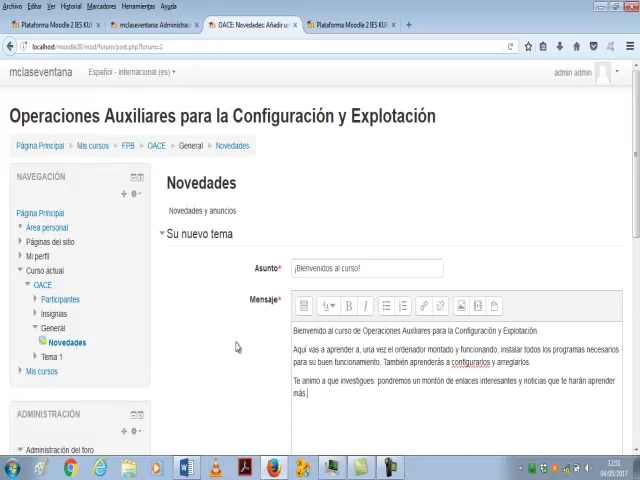 Archivo Editar Ver Historial Marcadores Herramientas Ayuda
Plataforma Moodle 2 IES KU
mclaseventana: Administrac
OACE: Novedades: Añadir un
Plataforma Moodle 2 IES KU
localhost/moodle28/mod/forum/post.php?forum=2
mclaseventana
Español - Internacional (es)
admin admin
Operaciones Auxiliares para la Configuración y Explotación
Página Principal Mis cursos FPB OACE General Novedades
NAVEGACIÓN
Página Principal
Área personal
Páginas del sitio
Mi perfil
Curso actual
OACE
Participantes
Insignias
General
Novedades
Tema 1
Mis cursos
ADMINISTRACIÓN
Administración del foro
Novedades
Novedades y anuncios
Su nuevo tema
Asunto*
¡Bienvenidos al curso!
Mensaje*
Bienvenido al curso de Operaciones Auxiliares para la Configuración y Explotación.
Aquí vas a aprender a, una vez el ordenador montado y funcionando, instalar todos los programas necesarios
para su buen funcionamiento. También aprenderás a configurarlos y arreglarlos.
Te animo a que investigues: pondremos un montón de enlaces interesantes y noticias que te harán aprender
más.
12:51
04/05/2017